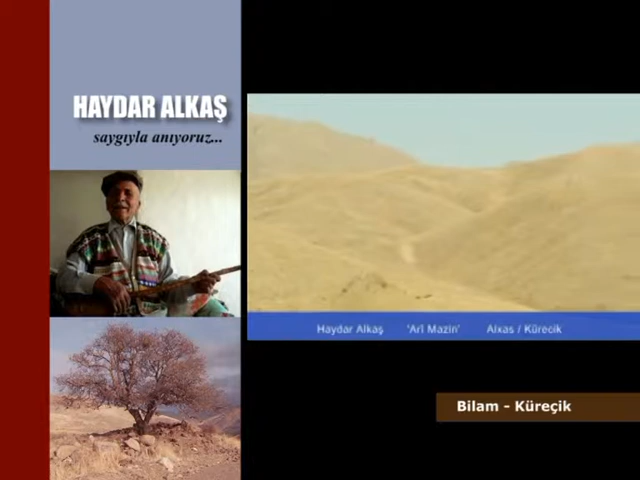 HAYDAR ALKAŞ
saygıyla anıyoruz...
Haydar Alkaş 'Arî Mazin' Alxas / Kürecik
Bilam - Küreçik